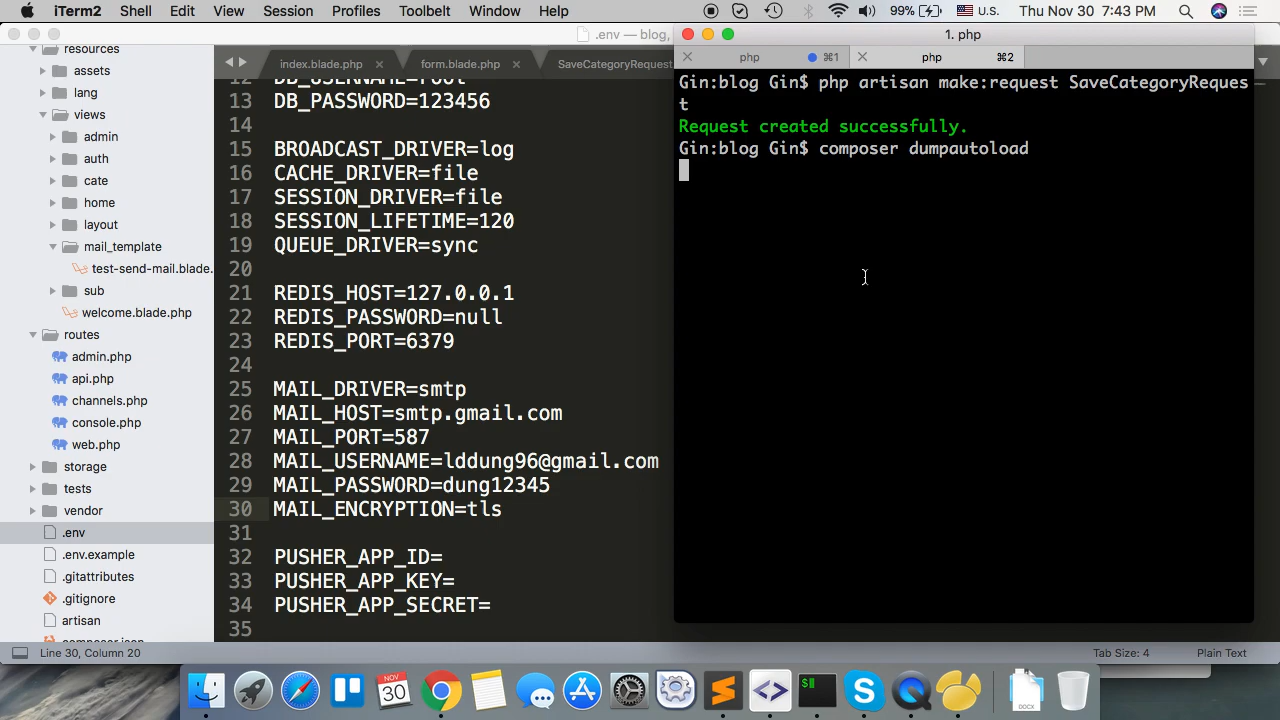 iTerm2 Shell Edit View Session Profiles Toolbelt Window Help 99% U.S. Thu Nov 30 7:43 PM
.env — blog,
resources
assets
lang
views
admin
auth
cate
home
layout
mail_template
test-send-mail.blade.
sub
welcome.blade.php
routes
admin.php
api.php
channels.php
console.php
web.php
storage
tests
vendor
.env
.env.example
.gitattributes
.gitignore
artisan
composer.json
index.blade.php
form.blade.php
SaveCategoryRequest
12 DB_USERNAME=root
13 DB_PASSWORD=123456
14
15 BROADCAST_DRIVER=log
16 CACHE_DRIVER=file
17 SESSION_DRIVER=file
18 SESSION_LIFETIME=120
19 QUEUE_DRIVER=sync
20
21 REDIS_HOST=127.0.0.1
22 REDIS_PASSWORD=null
23 REDIS_PORT=6379
24
25 MAIL_DRIVER=smtp
26 MAIL_HOST=smtp.gmail.com
27 MAIL_PORT=587
28 MAIL_USERNAME=lddung96@gmail.com
29 MAIL_PASSWORD=dung12345
30 MAIL_ENCRYPTION=tls
31
32 PUSHER_APP_ID=
33 PUSHER_APP_KEY=
34 PUSHER_APP_SECRET=
35
1. php
php ⌘1
php ⌘2
Gin:blog Gin$ php artisan make:request SaveCategoryReques
t
Request created successfully.
Gin:blog Gin$ composer dumpautoload
Line 30, Column 20
Tab Size: 4
Plain Text
NOV
30
$
DOCX